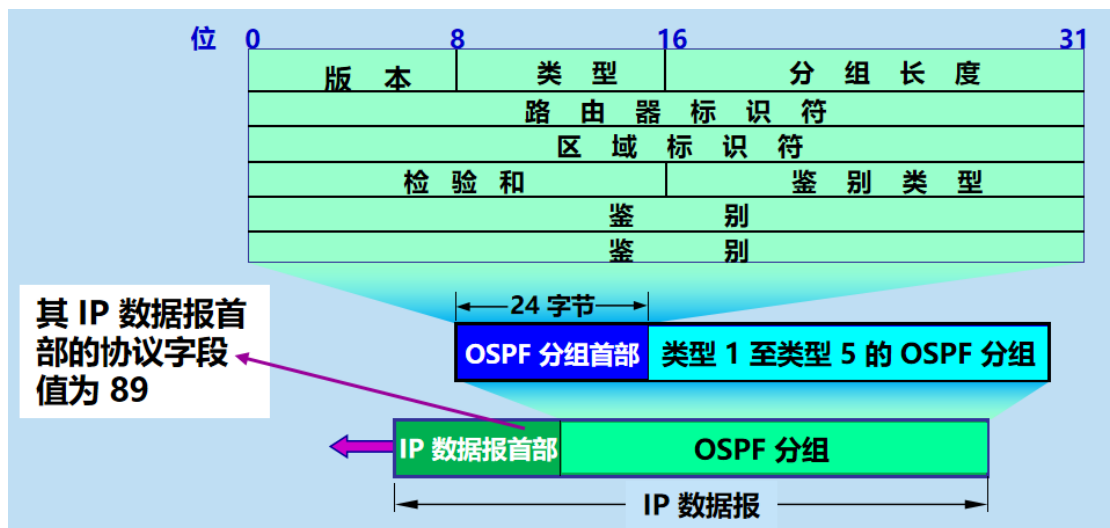 位 0 8 16 31
版 本 类 型 分 组 长 度
路 由 器 标 识 符
区 域 标 识 符
检 验 和 鉴 别 类 型
鉴 别
鉴 别
24 字节
其 IP 数据报首
部的协议字段
值为 89
OSPF 分组首部 类型 1 至类型 5 的 OSPF 分组
IP 数据报首部 OSPF 分组
IP 数据报